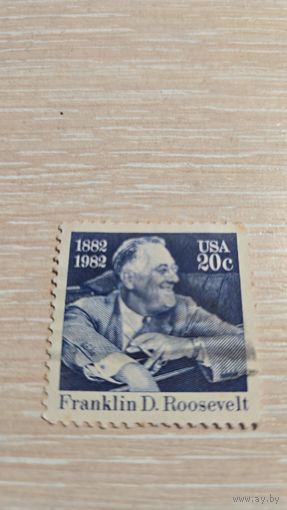 1882
1982
USA
20c
Franklin D. Roosevelt
www.ay.by